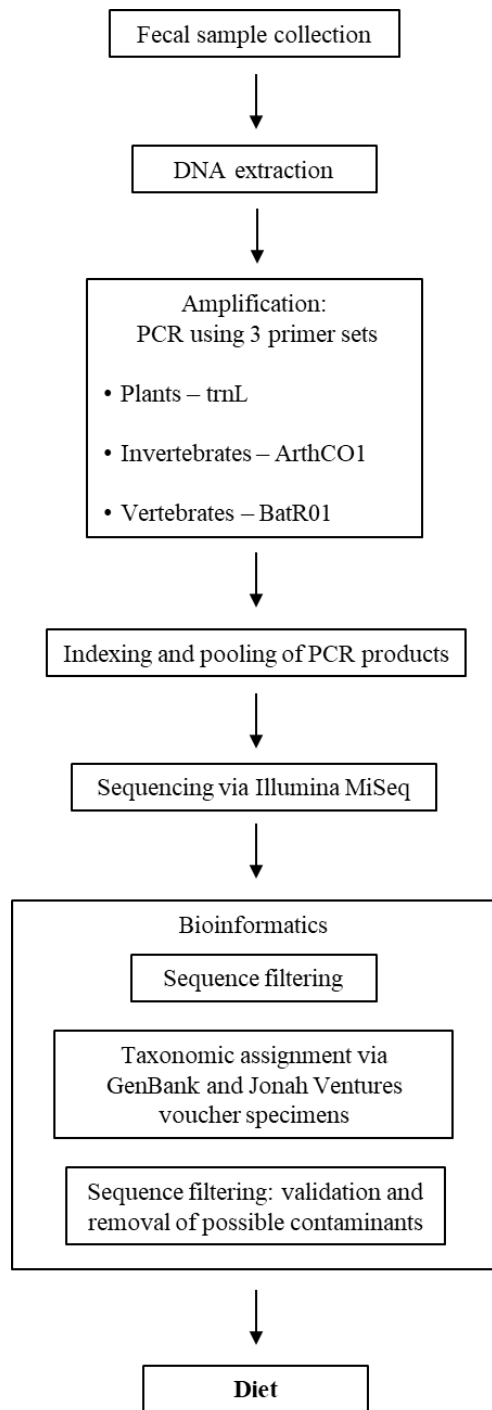 Fecal sample collection
DNA extraction
Amplification:
PCR using 3 primer sets
• Plants – trnL
• Invertebrates – ArthCO1
• Vertebrates – BatR01
Indexing and pooling of PCR products
Sequencing via Illumina MiSeq
Bioinformatics
Sequence filtering
Taxonomic assignment via
GenBank and Jonah Ventures
voucher specimens
Sequence filtering: validation and
removal of possible contaminants
Diet